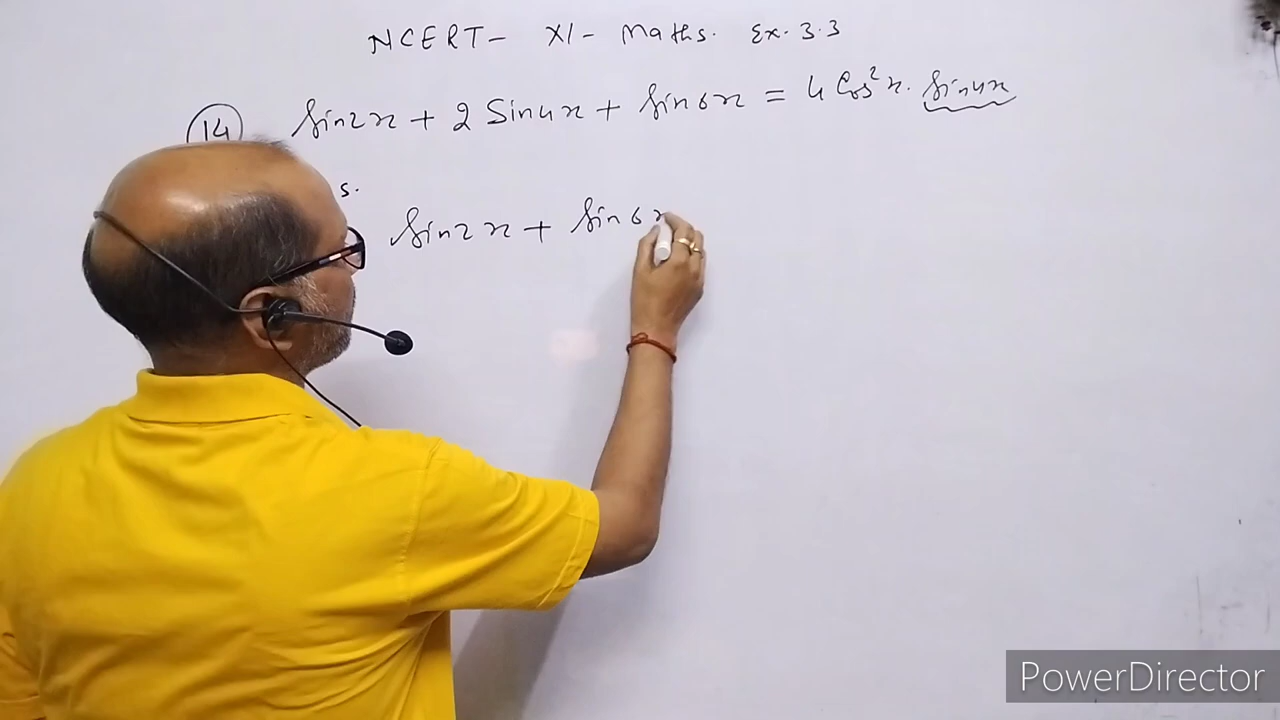 NCERT - XI - Maths. Ex. 3.3
14 Sin2x + 2 Sin4x + Sin6x = 4 Cos²x. Sin4x
s.
Sin2x + Sin6x
PowerDirector